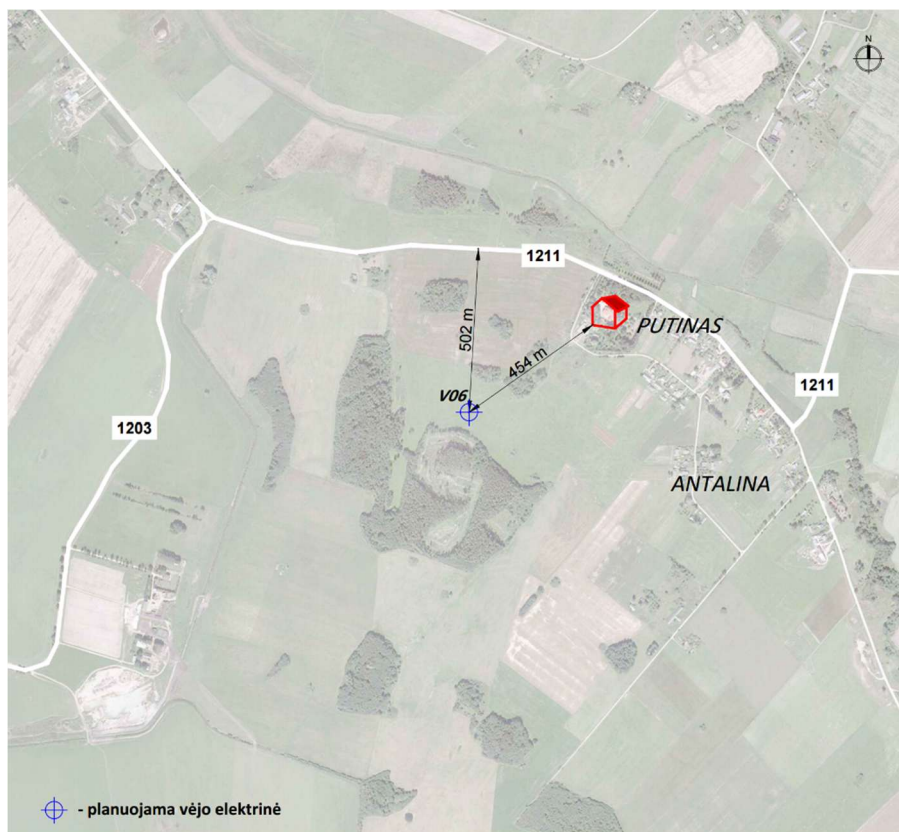 N
1211
PUTINAS
502 m
454 m
V06
1211
1203
ANTALINA
- planuojama vėjo elektrinė